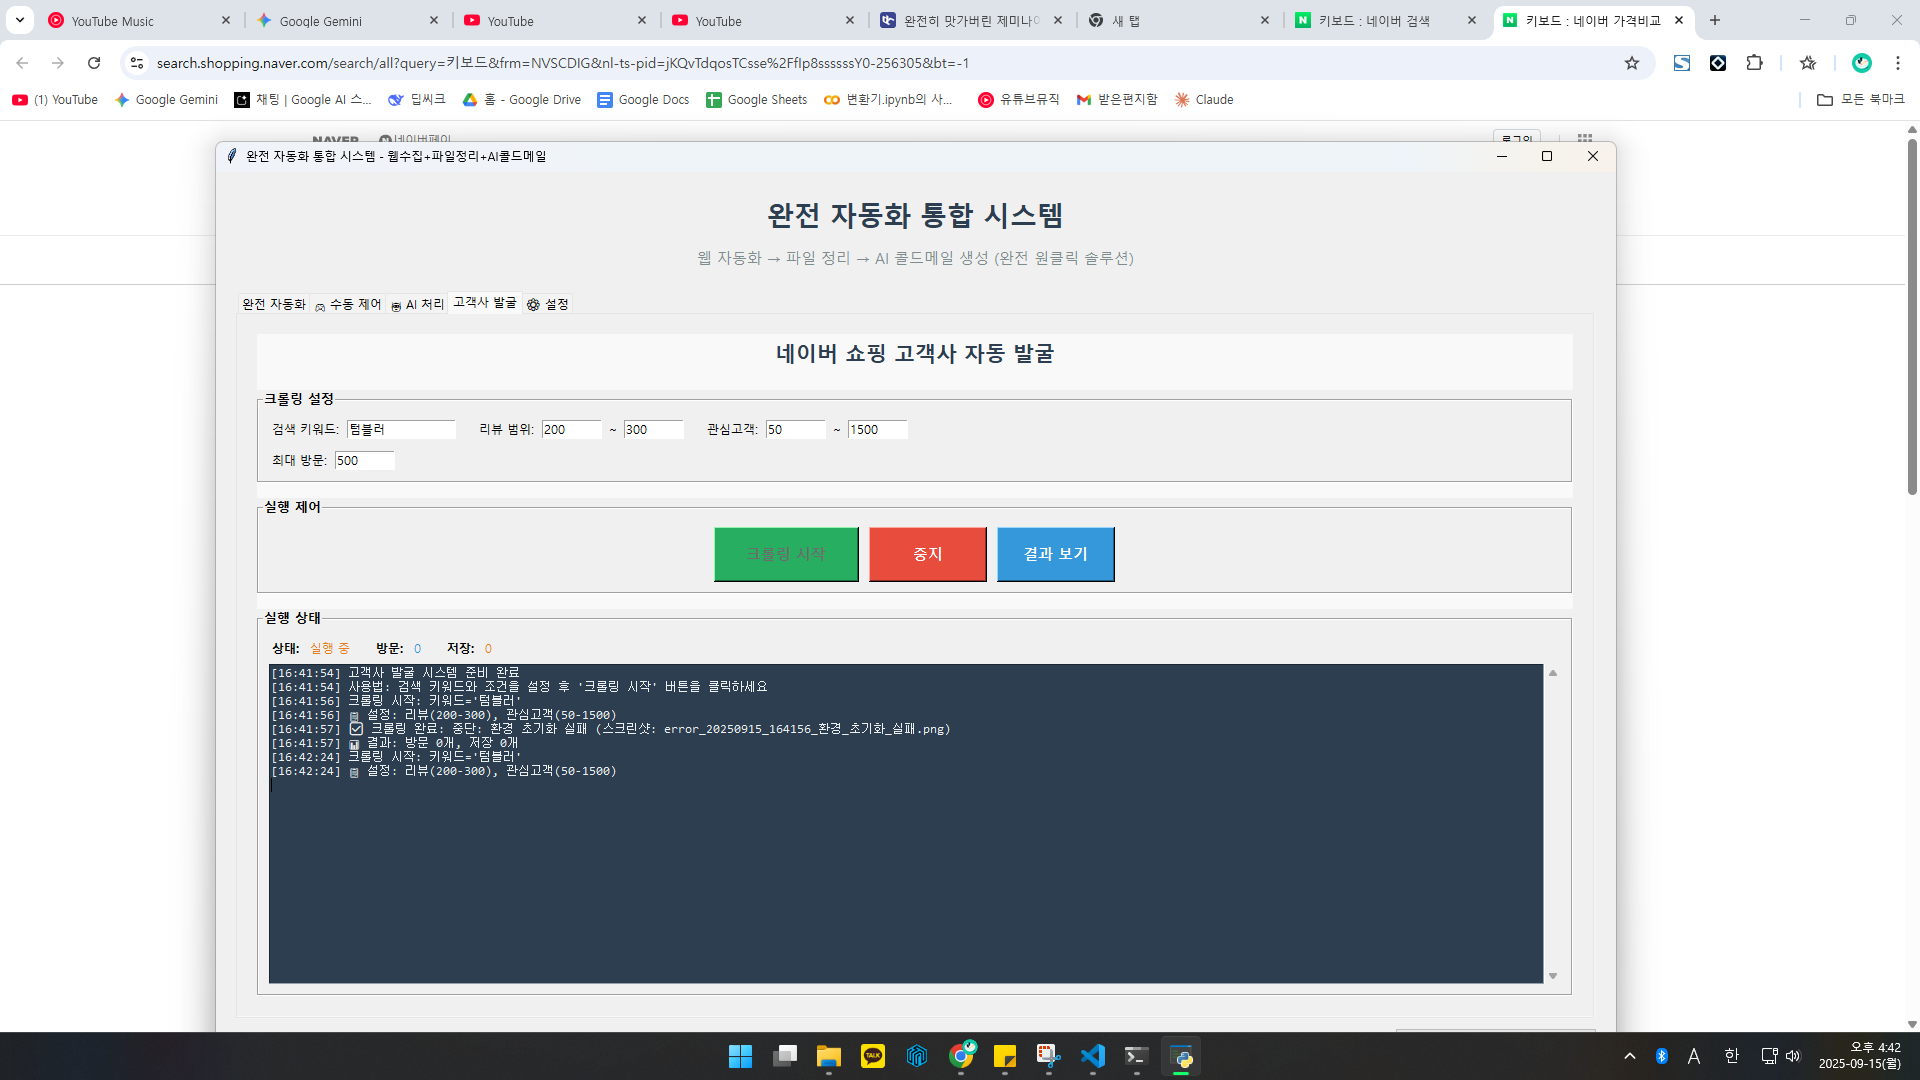 YouTube Music
Google Gemini
YouTube
YouTube
완전히 맛가버린 제미나이
새 탭
키보드 : 네이버 검색
키보드 : 네이버 가격비교
search.shopping.naver.com/search/all?query=키보드&frm=NVSCDIG&nl-ts-pid=jKQvTdqosTCsse%2FfIp8ssssssY0-256305&bt=-1
(1) YouTube
Google Gemini
채팅 | Google AI 스...
딥씨크
홈 - Google Drive
Google Docs
Google Sheets
변환기.ipynb의 사...
유튜브뮤직
받은편지함
Claude
모든 북마크
NAVER
네이버페이
로그인
완전 자동화 통합 시스템 - 웹수집+파일정리+AI콜드메일
완전 자동화 통합 시스템
웹 자동화 → 파일 정리 → AI 콜드메일 생성 (완전 원클릭 솔루션)
완전 자동화
수동 제어
AI 처리
고객사 발굴
설정
네이버 쇼핑 고객사 자동 발굴
크롤링 설정
검색 키워드: 텀블러 리뷰 범위: 200 ~ 300 관심고객: 50 ~ 1500
최대 방문: 500
실행 제어
크롤링 시작
중지
결과 보기
실행 상태
상태: 실행 중 방문: 0 저장: 0
[16:41:54] 고객사 발굴 시스템 준비 완료
[16:41:54] 사용법: 검색 키워드와 조건을 설정 후 '크롤링 시작' 버튼을 클릭하세요
[16:41:56] 크롤링 시작: 키워드='텀블러'
[16:41:56] 설정: 리뷰(200-300), 관심고객(50-1500)
[16:41:57] 크롤링 완료: 중단: 환경 초기화 실패 (스크린샷: error_20250915_164156_환경_초기화_실패.png)
[16:41:57] 결과: 방문 0개, 저장 0개
[16:42:24] 크롤링 시작: 키워드='텀블러'
[16:42:24] 설정: 리뷰(200-300), 관심고객(50-1500)
TALK
A
한
오후 4:42
2025-09-15(월)